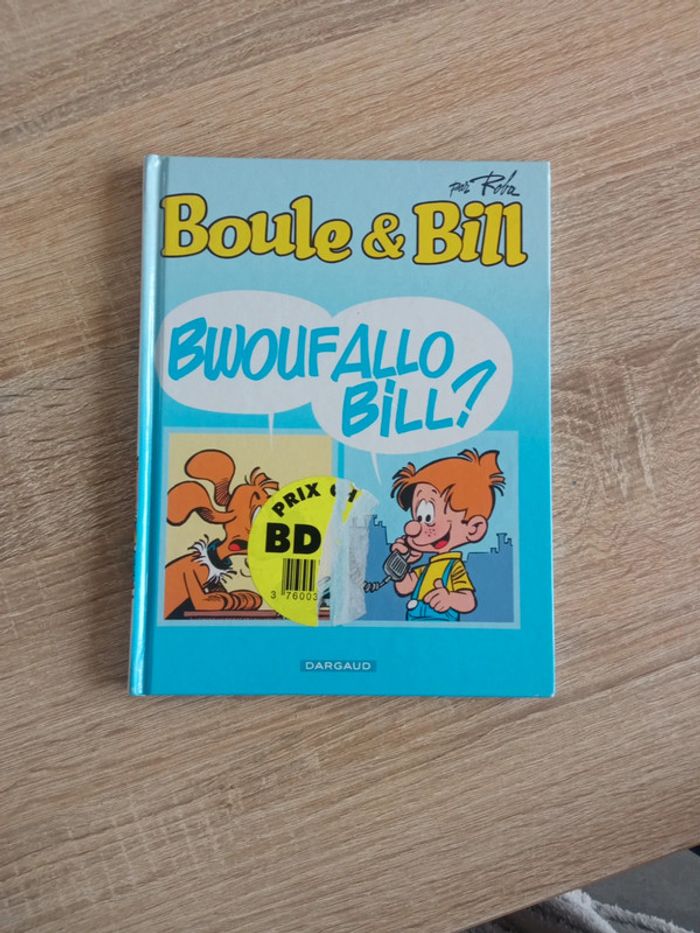 par Roba
Boule & Bill
BWOUFALLO
BiLL?
PRIX
BD
3 76003
DARGAUD